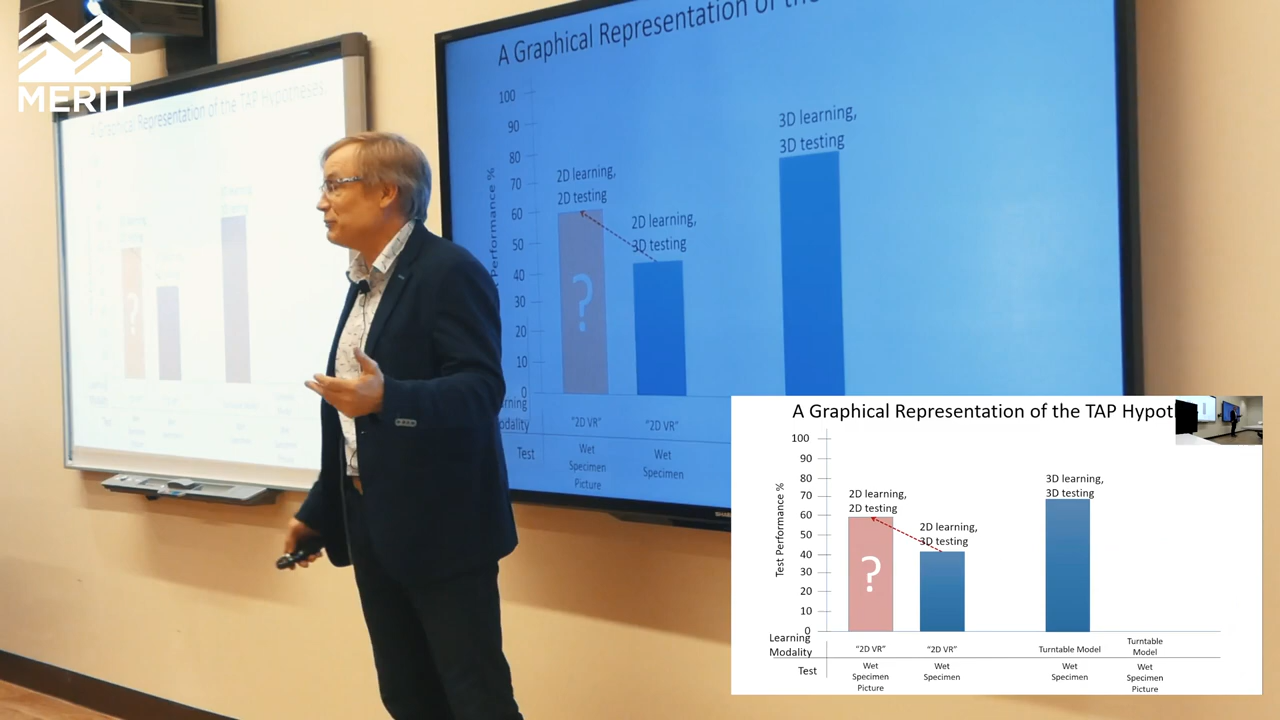 MERIT
A Graphical Representation of the TAP Hypotheses
A Graphical Representation of the
100
90
80
70
60
50
40
30
20
10
0
Performance %
2D learning,
2D testing
2D learning,
3D testing
3D learning,
3D testing
?
?
"2D VR"
"2D VR"
Test
Wet
Specimen
Picture
Wet
Specimen
A Graphical Representation of the TAP Hypot
100
90
80
70
60
50
40
30
20
10
0
Test Performance %
2D learning,
2D testing
2D learning,
3D testing
3D learning,
3D testing
?
Learning
Modality
"2D VR"
"2D VR"
Turntable Model
Turntable
Model
Test
Wet
Specimen
Picture
Wet
Specimen
Wet
Specimen
Wet
Specimen
Picture